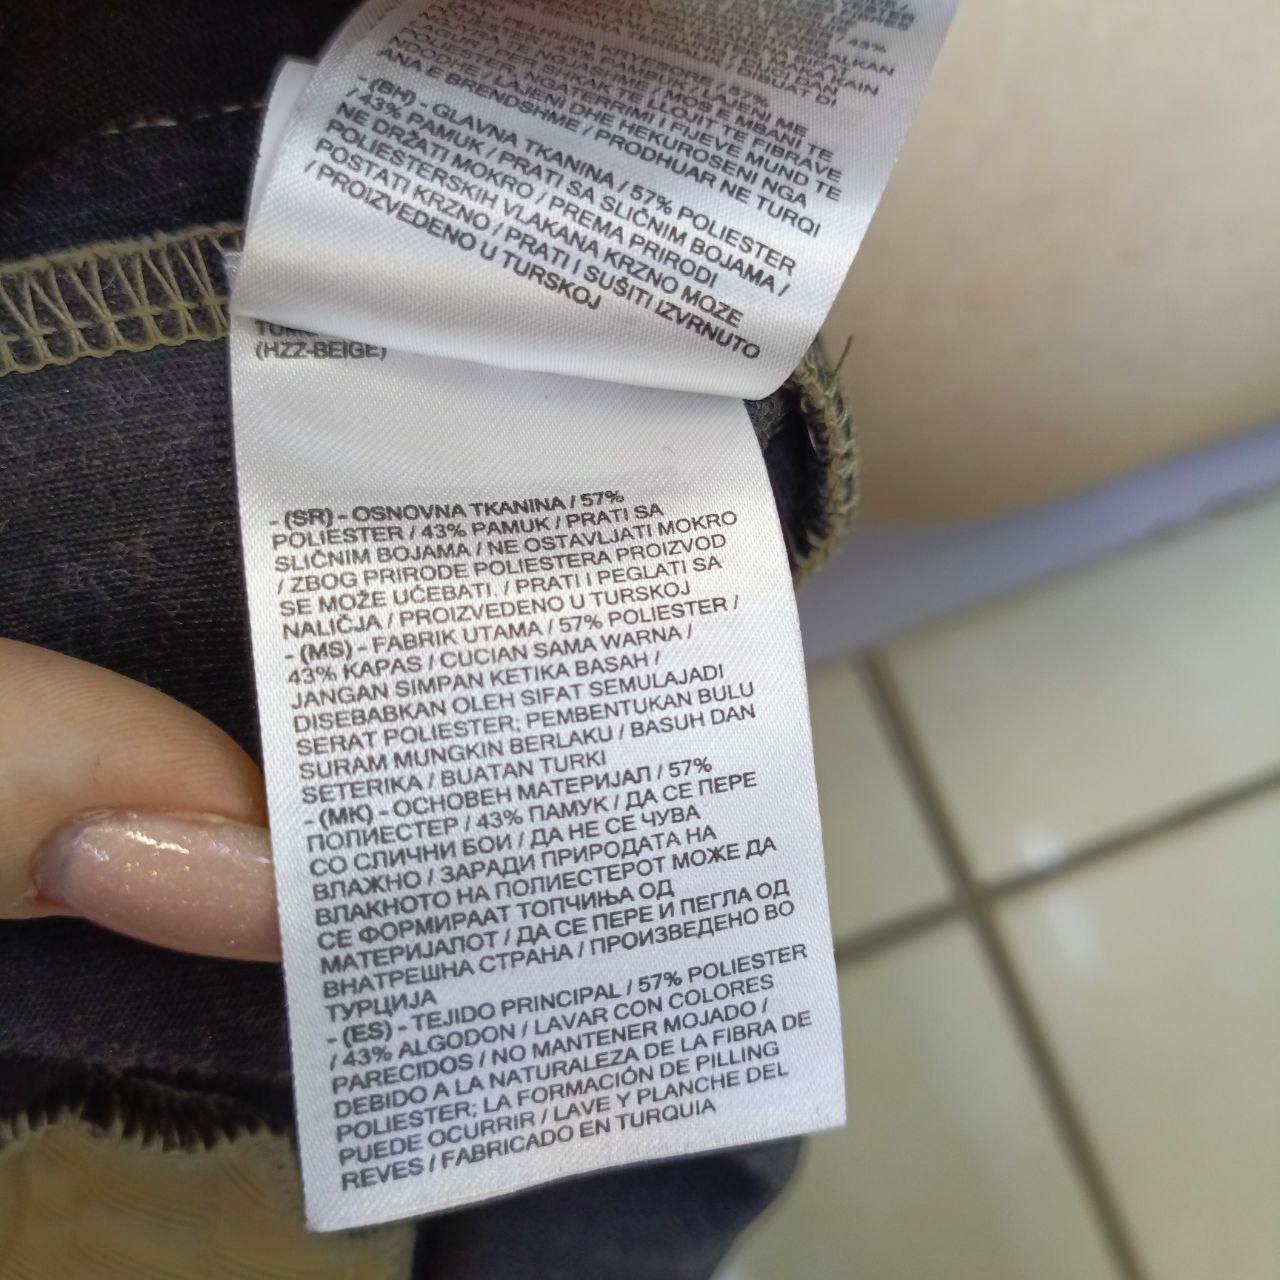 ANDOHET
ANA E BRENDSHME / PRODHUAR NE TURQI
- (BH) - GLAVNA TKANINA / 57% POLIESTER
/ 43% PAMUK / PRATI SA SLIČNIM BOJAMA /
NE DRŽATI MOKRO / PREMA PRIRODI
POLIESTERSKIH VLAKANA KRZNO MOZE
POSTATI KRZNO / PRATI I SUŠITI IZVRNUTO
/ PROIZVEDENO U TURSKOJ
(HZZ-BEIGE)
- (SR) - OSNOVNA TKANINA / 57%
POLIESTER / 43% PAMUK / PRATI SA
SLIČNIM BOJAMA / NE OSTAVLJATI MOKRO
/ ZBOG PRIRODE POLIESTERA PROIZVOD
SE MOŽE UČEBATI. / PRATI I PEGLATI SA
NALIČJA / PROIZVEDENO U TURSKOJ
- (MS) - FABRIK UTAMA / 57% POLIESTER /
43% KAPAS / CUCIAN SAMA WARNA /
JANGAN SIMPAN KETIKA BASAH /
DISEBABKAN OLEH SIFAT SEMULAJADI
SERAT POLIESTER; PEMBENTUKAN BULU
SURAM MUNGKIN BERLAKU / BASUH DAN
SETERIKA / BUATAN TURKI
- (MK) - ОСНОВЕН МАТЕРИЈАЛ / 57%
ПОЛИЕСТЕР / 43% ПАМУК / ДА СЕ ПЕРЕ
СО СЛИЧНИ БОИ / ДА НЕ СЕ ЧУВА
ВЛАЖНО / ЗАРАДИ ПРИРОДАТА НА
ВЛАКНОТО НА ПОЛИЕСТЕРОТ МОЖЕ ДА
СЕ ФОРМИРААТ ТОПЧИЊА ОД
МАТЕРИЈАЛОТ / ДА СЕ ПЕРЕ И ПЕГЛА ОД
ВНАТРЕШНА СТРАНА / ПРОИЗВЕДЕНО ВО
ТУРЦИЈА
- (ES) - TEJIDO PRINCIPAL / 57% POLIESTER
/ 43% ALGODON / LAVAR CON COLORES
PARECIDOS / NO MANTENER MOJADO /
DEBIDO A LA NATURALEZA DE LA FIBRA DE
POLIESTER; LA FORMACIÓN DE PILLING
PUEDE OCURRIR / LAVE Y PLANCHE DEL
REVES / FABRICADO EN TURQUIA